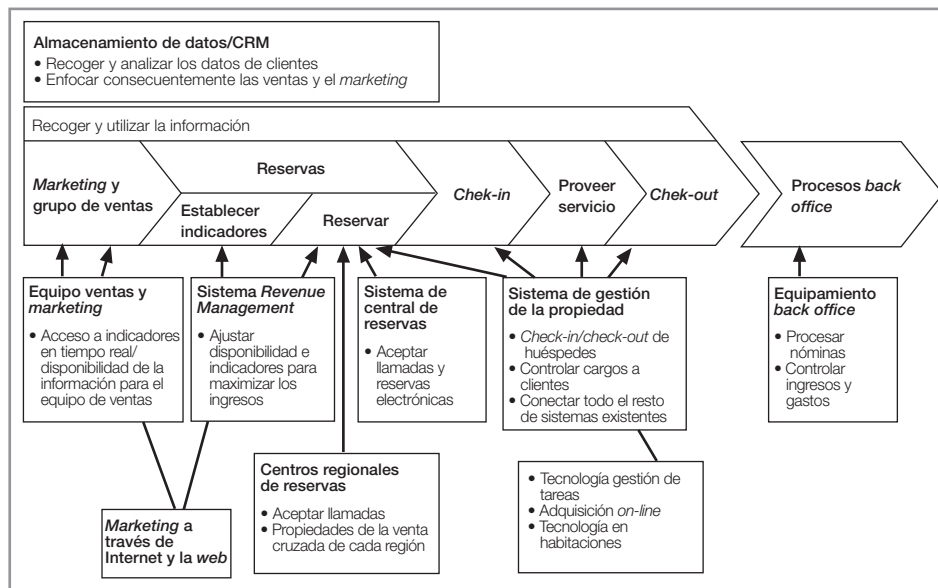 Almacenamiento de datos/CRM
• Recoger y analizar los datos de clientes
• Enfocar consecuentemente las ventas y el marketing
Recoger y utilizar la información
Marketing y
grupo de ventas
Reservas
Establecer
indicadores
Reservar
Chek-in
Proveer
servicio
Chek-out
Procesos back
office
Equipo ventas y
marketing
• Acceso a indicadores
en tiempo real/
disponibilidad de la
información para el
equipo de ventas
Sistema Revenue
Management
• Ajustar
disponibilidad e
indicadores para
maximizar los
ingresos
Sistema de
central de
reservas
• Aceptar
llamadas y
reservas
electrónicas
Sistema de gestión
de la propiedad
• Check-in/check-out de
huéspedes
• Controlar cargos a
clientes
• Conectar todo el resto
de sistemas existentes
Equipamiento
back office
• Procesar
nóminas
• Controlar
ingresos y
gastos
Marketing a
través de
Internet y la web
Centros regionales
de reservas
• Aceptar llamadas
• Propiedades de la venta
cruzada de cada región
• Tecnología gestión de
tareas
• Adquisición on-line
• Tecnología en
habitaciones